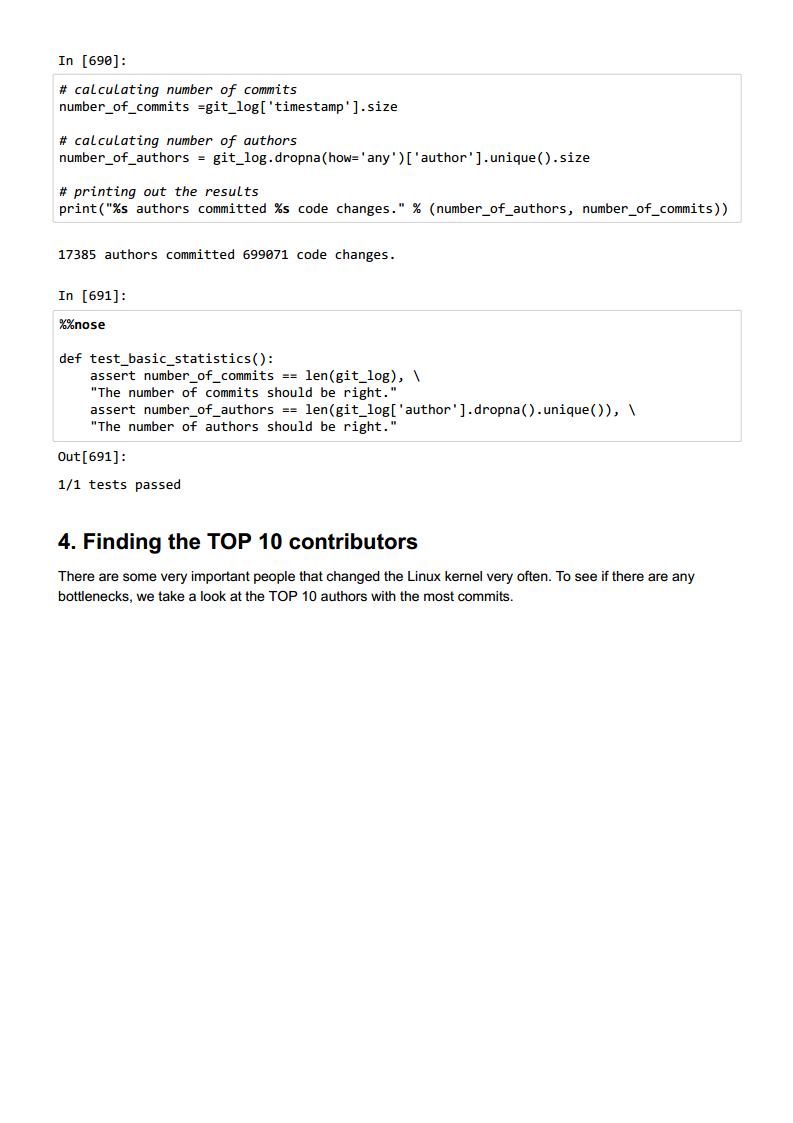 In [690]:
# calculating number of commits
number_of_commits =git_log['timestamp'].size
# calculating number of authors
number_of_authors = git_log.dropna(how='any')['author'].unique().size
# printing out the results
print("%s authors committed %s code changes." % (number_of_authors, number_of_commits))
17385 authors committed 699071 code changes.
In [691]:
%%nose
def test_basic_statistics():
    assert number_of_commits == len(git_log), \
    "The number of commits should be right."
    assert number_of_authors == len(git_log['author'].dropna().unique()), \
    "The number of authors should be right."
Out[691]:
1/1 tests passed
4. Finding the TOP 10 contributors
There are some very important people that changed the Linux kernel very often. To see if there are any
bottlenecks, we take a look at the TOP 10 authors with the most commits.